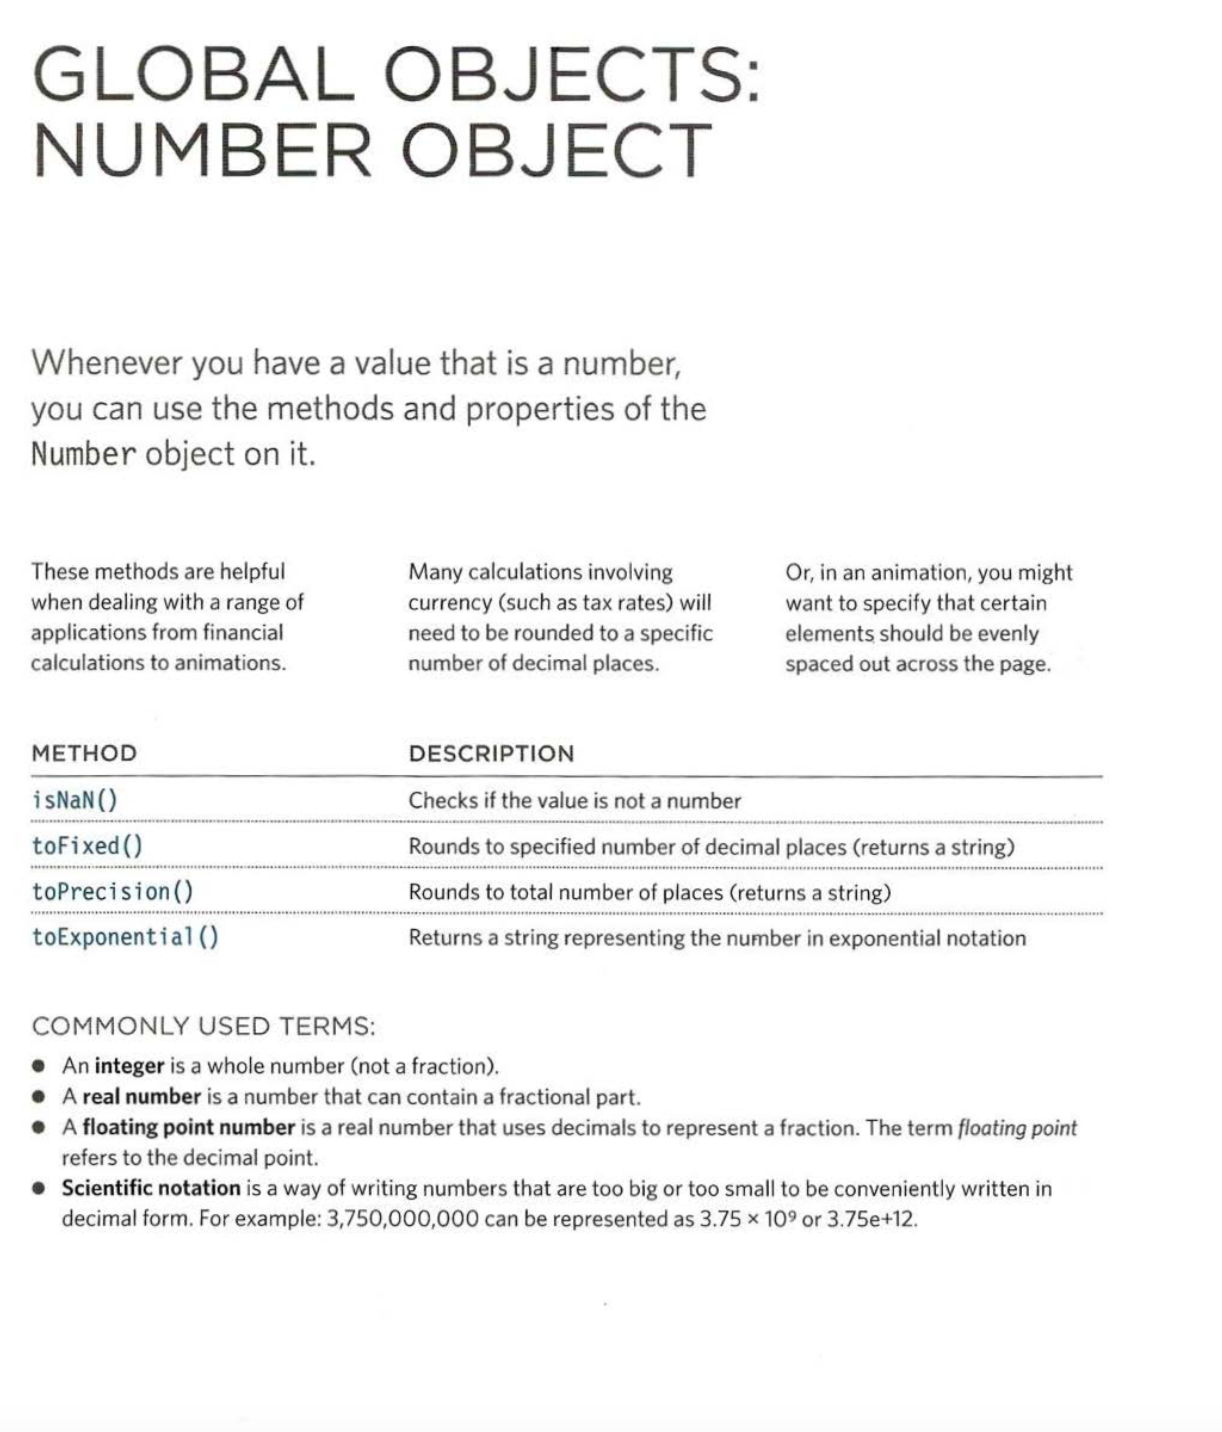 GLOBAL OBJECTS:
NUMBER OBJECT
Whenever you have a value that is a number,
you can use the methods and properties of the
Number object on it.
These methods are helpful
when dealing with a range of
applications from financial
calculations to animations.
Many calculations involving
currency (such as tax rates) will
need to be rounded to a specific
number of decimal places.
Or, in an animation, you might
want to specify that certain
elements should be evenly
spaced out across the page.
METHOD DESCRIPTION
isNaN() Checks if the value is not a number
toFixed() Rounds to specified number of decimal places (returns a string)
toPrecision() Rounds to total number of places (returns a string)
toExponential() Returns a string representing the number in exponential notation
COMMONLY USED TERMS:
● An integer is a whole number (not a fraction).
● A real number is a number that can contain a fractional part.
● A floating point number is a real number that uses decimals to represent a fraction. The term floating point
refers to the decimal point.
● Scientific notation is a way of writing numbers that are too big or too small to be conveniently written in
decimal form. For example: 3,750,000,000 can be represented as 3.75 × 10⁹ or 3.75e+12.